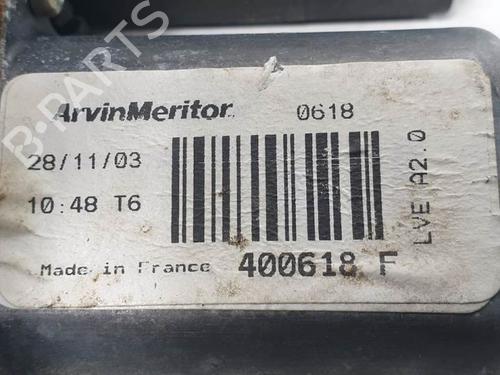 ArvinMeritor. 0618
28/11/03
10:48 T6
Made in France 400618 F
LVE A2.0
B-PARTS